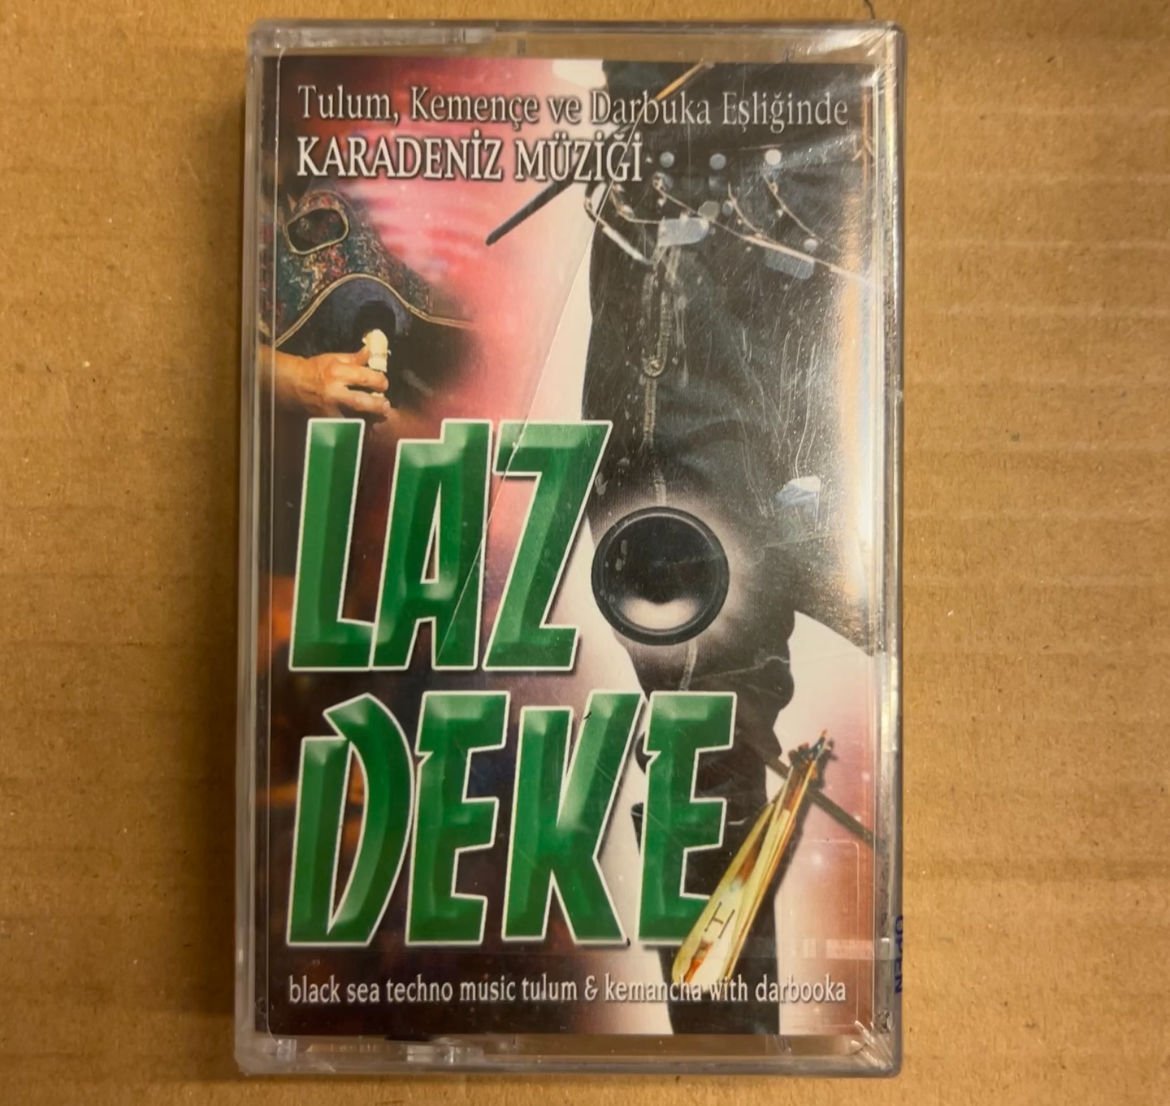 Tulum, Kemençe ve Darbuka Eşliğinde
KARADENİZ MÜZİĞİ
LAZ
DEKE
black sea techno music tulum & kemancha with darbooka